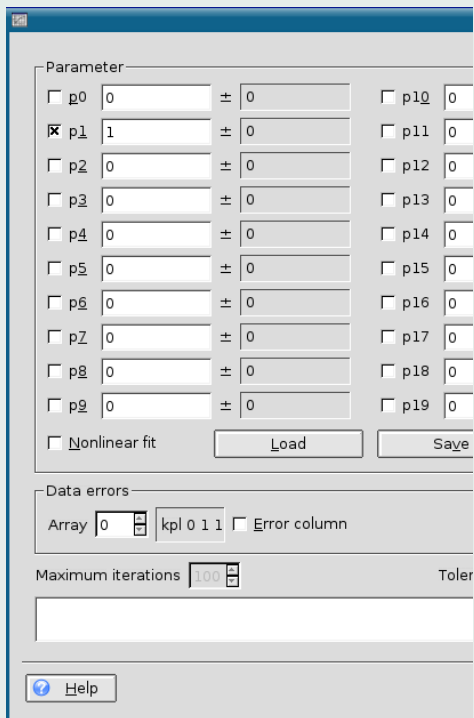 Parameter
p0 0 ± 0 p10 0
p1 1 ± 0 p11 0
p2 0 ± 0 p12 0
p3 0 ± 0 p13 0
p4 0 ± 0 p14 0
p5 0 ± 0 p15 0
p6 0 ± 0 p16 0
p7 0 ± 0 p17 0
p8 0 ± 0 p18 0
p9 0 ± 0 p19 0
Nonlinear fit Load Save
Data errors
Array 0 kpl 0 1 1 Error column
Maximum iterations 100 Toler
Help